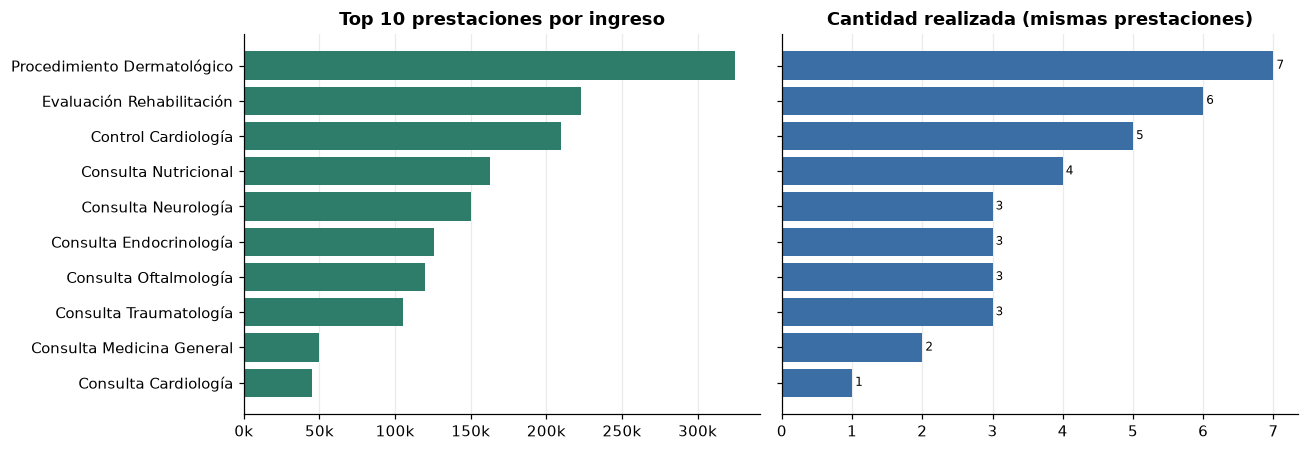 Top 10 prestaciones por ingreso
Procedimiento Dermatológico
Evaluación Rehabilitación
Control Cardiología
Consulta Nutricional
Consulta Neurología
Consulta Endocrinología
Consulta Oftalmología
Consulta Traumatología
Consulta Medicina General
Consulta Cardiología
0k 50k 100k 150k 200k 250k 300k
Cantidad realizada (mismas prestaciones)
7
6
5
4
3
3
3
3
2
1
0 1 2 3 4 5 6 7